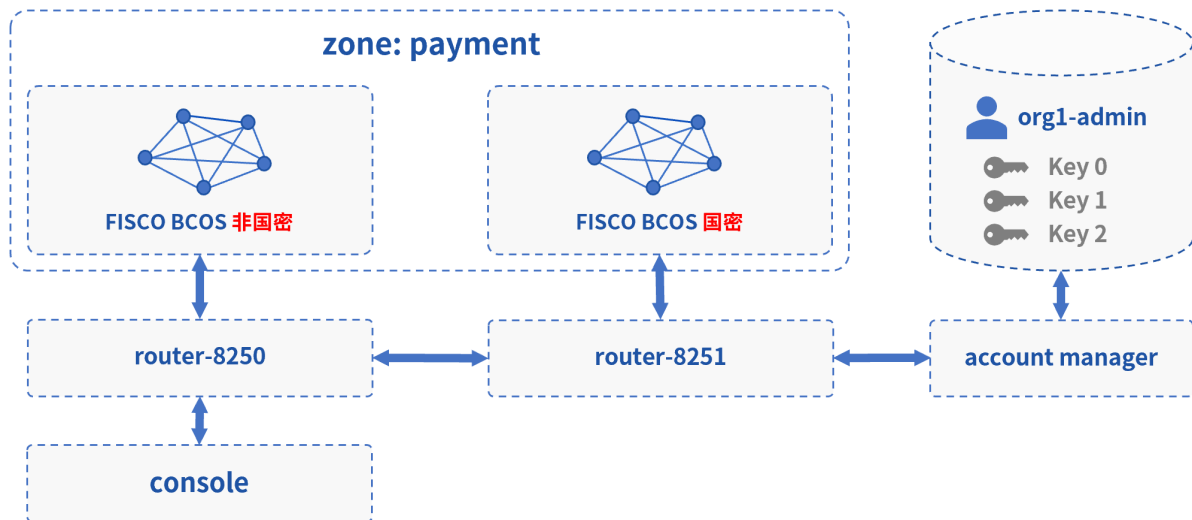 zone: payment
FISCO BCOS 非国密
FISCO BCOS 国密
org1-admin
Key 0
Key 1
Key 2
router-8250
router-8251
account manager
console